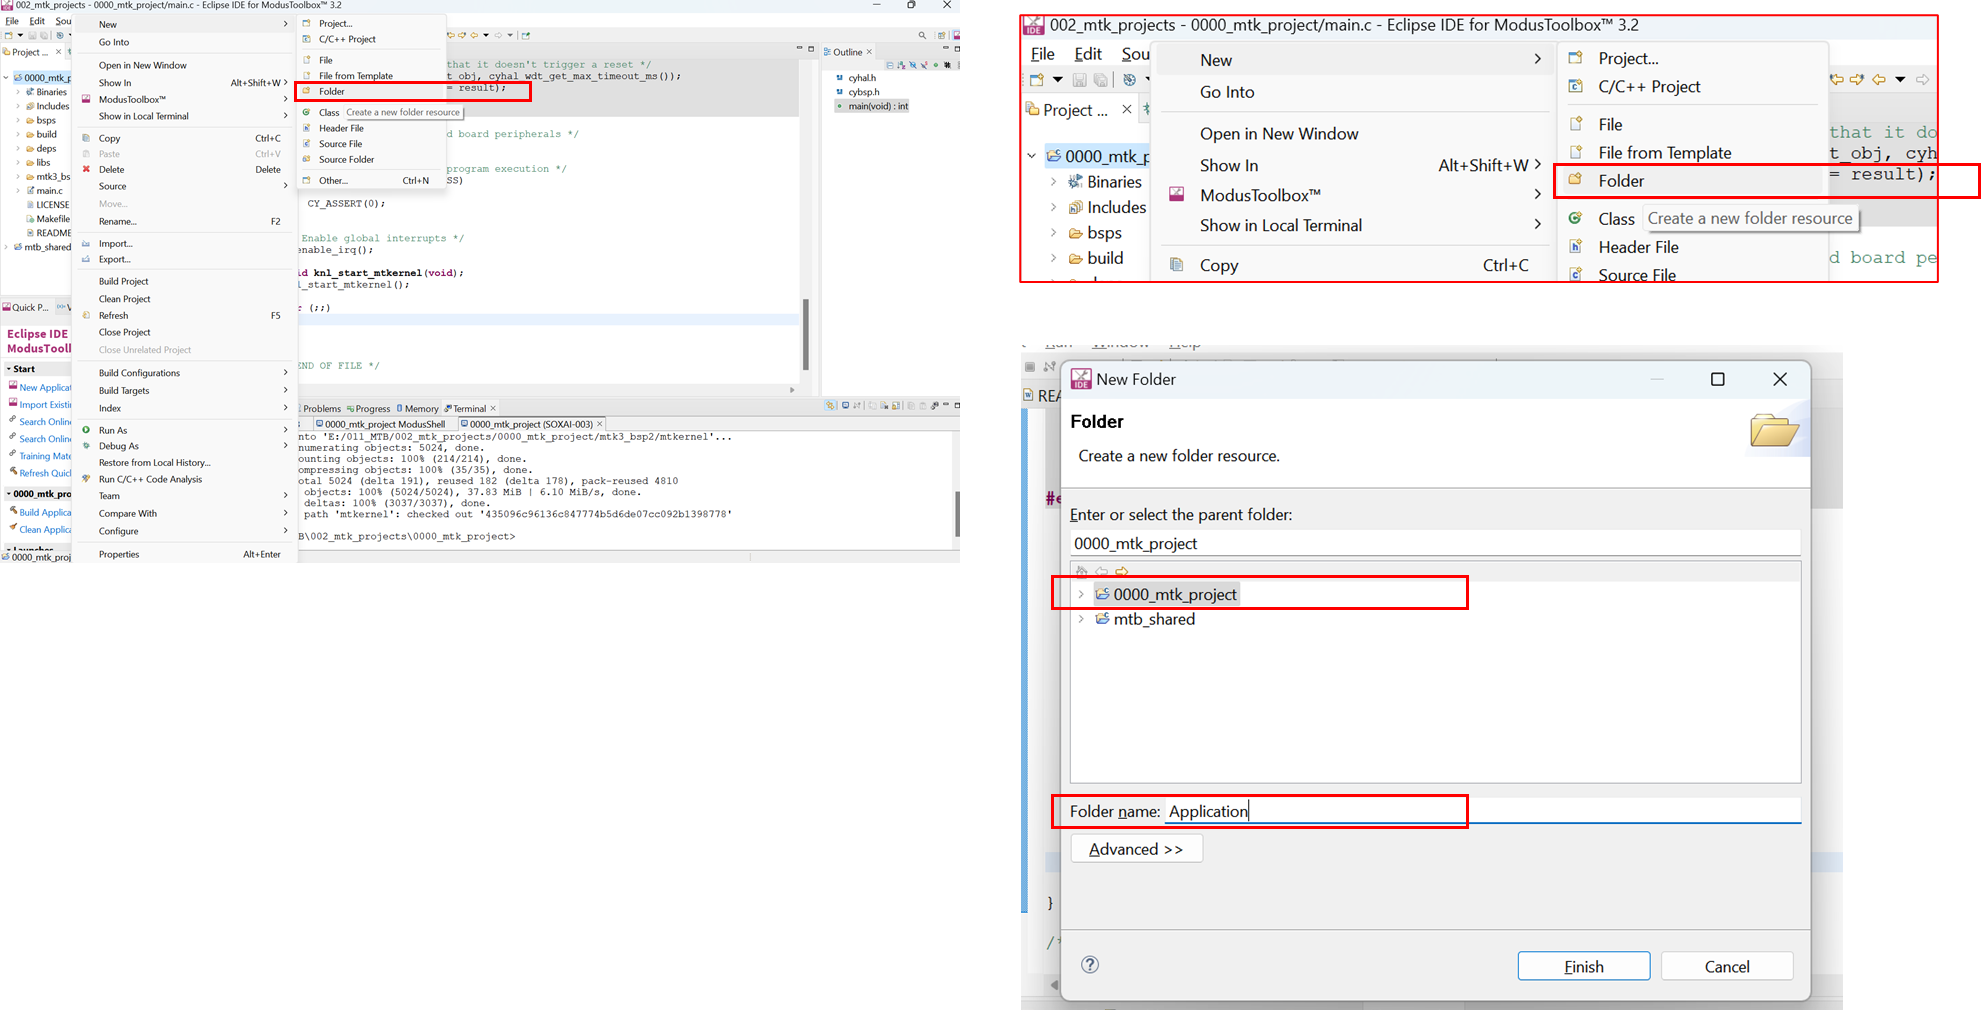 002_mtk_projects - 0000_mtk_project/main.c - Eclipse IDE for ModusToolbox™ 3.2
File Edit Sou
New
Project...
Go Into
C/C++ Project
Project ...
Open in New Window
File
Outline
Show In Alt+Shift+W
File from Template
0000_mtk_p
ModusToolbox™
Folder
Binaries
Show in Local Terminal
Class Create a new folder resource
Includes
Copy Ctrl+C
Header File
bsps
Paste Ctrl+V
Source File
build
Delete Delete
Source Folder
deps
Source
Other... Ctrl+N
libs
Move...
mtk3_bs
Rename... F2
main.c
Import...
LICENSE
Export...
Makefile
Build Project
README
Clean Project
mtb_shared
Refresh F5
Close Project
Close Unrelated Project
Build Configurations
Build Targets
Index
Run As
Debug As
Restore from Local History...
Run C/C++ Code Analysis
Team
Compare With
Configure
Properties Alt+Enter
that it doesn't trigger a reset */
t obj, cyhal wdt_get_max_timeout_ms());
= result);
d board peripherals */
program execution */
SS)
CY_ASSERT(0);
Enable global interrupts */
enable_irq();
id knl_start_mtkernel(void);
l_start_mtkernel();
r (;;)
END OF FILE */
cyhal.h
cybsp.h
main(void) : int
Quick P...
Eclipse IDE
ModusTooll
Start
New Applicat
Import Existi
Search Online
Search Online
Training Mate
Refresh Quic
0000_mtk_pro
Build Applica
Clean Applica
Launches
0000_mtk_proj
Problems Progress Memory Terminal
0000_mtk_project ModusShell 0000_mtk_project (SOXAI-003)
nto 'E:/011_MTB/002_mtk_projects/0000_mtk_project/mtk3_bsp2/mtkernel'...
numerating objects: 5024, done.
ounting objects: 100% (214/214), done.
ompressing objects: 100% (35/35), done.
otal 5024 (delta 191), reused 182 (delta 178), pack-reused 4810
objects: 100% (5024/5024), 37.83 MiB | 6.10 MiB/s, done.
deltas: 100% (3037/3037), done.
path 'mtkernel': checked out '435096c96136c847774b5d6de07cc092b1398778'
B\002_mtk_projects\0000_mtk_project>
002_mtk_projects - 0000_mtk_project/main.c - Eclipse IDE for ModusToolbox™ 3.2
File Edit Sou
New
Project...
Go Into
C/C++ Project
Project ...
Open in New Window
File
that it do
0000_mtk_p
Show In Alt+Shift+W
File from Template
t_obj, cyh
Binaries
ModusToolbox™
Folder
= result);
Includes
Show in Local Terminal
Class Create a new folder resource
bsps
Header File
build
Copy Ctrl+C
d board pe
Source File
Run Window Help
REA
#e
}
/*
New Folder
Folder
Create a new folder resource.
Enter or select the parent folder:
0000_mtk_project
0000_mtk_project
mtb_shared
Folder name: Application
Advanced >>
Finish Cancel